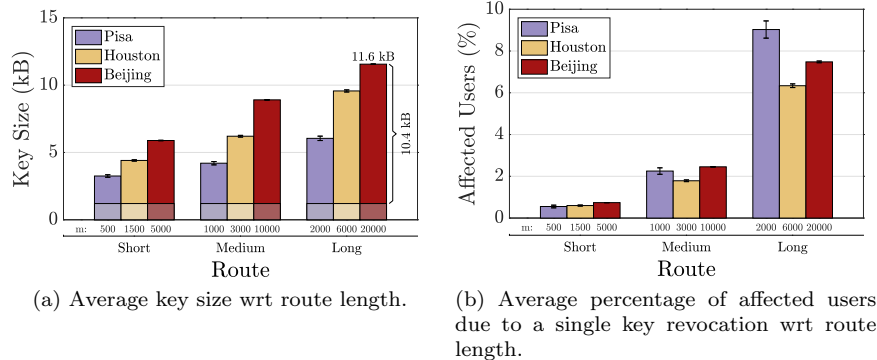 Key Size (kB)
15
10
5
0
Pisa
Houston
Beijing
11.6 kB
10.4 kB
m: 500 1500 5000 1000 3000 10000 2000 6000 20000
Short Medium Long
Route
(a) Average key size wrt route length.
Affected Users (%)
10
8
6
4
2
0
Pisa
Houston
Beijing
m: 500 1500 5000 1000 3000 10000 2000 6000 20000
Short Medium Long
Route
(b) Average percentage of affected users
due to a single key revocation wrt route
length.